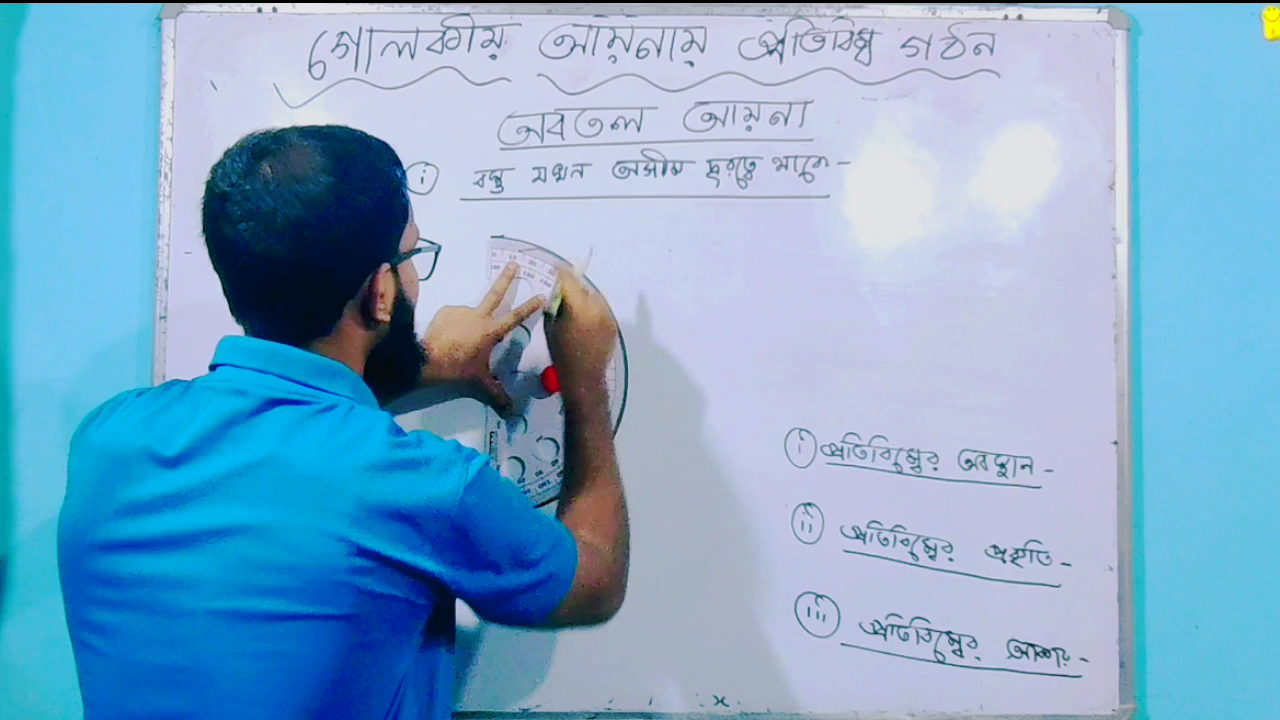 গোলকীয় আয়নায় প্রতিবিম্ব গঠন
অবতল আয়না
i বস্তু যখন অসীম দূরত্বে থাকে-
i প্রতিবিম্বের অবস্থান -
ii প্রতিবিম্বের প্রকৃতি -
iii প্রতিবিম্বের আকার -